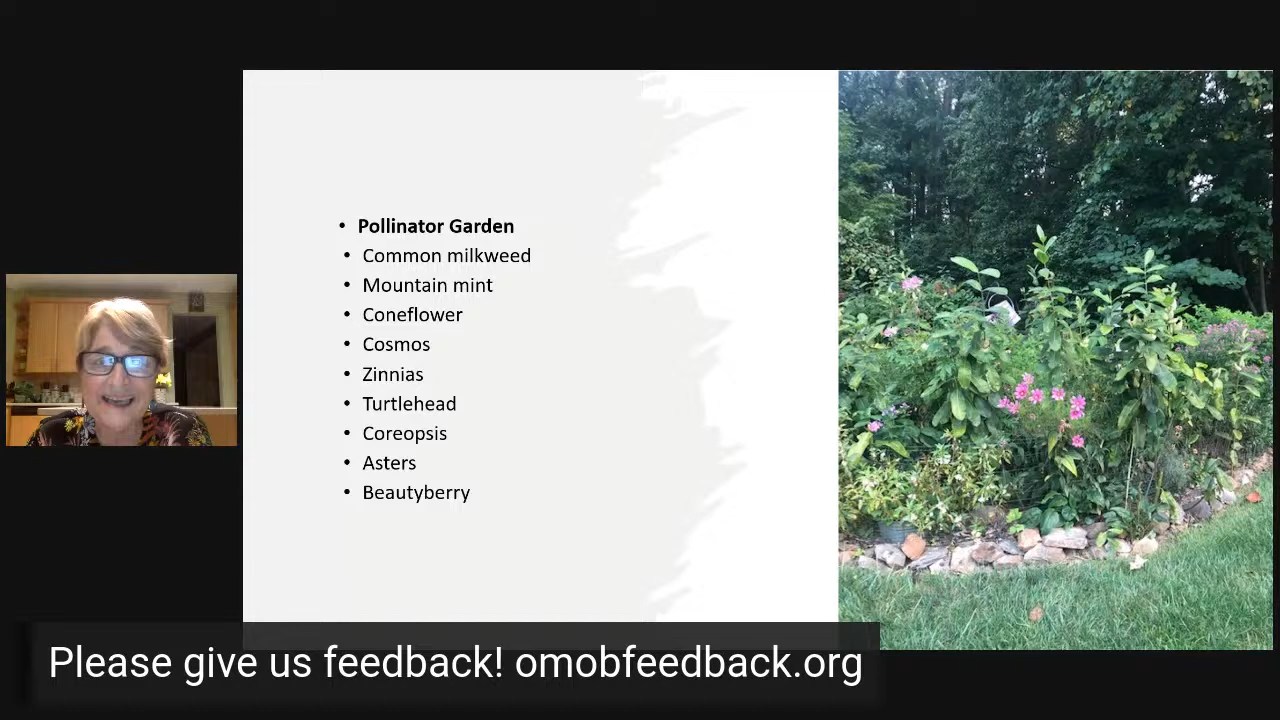 • Pollinator Garden
• Common milkweed
• Mountain mint
• Coneflower
• Cosmos
• Zinnias
• Turtlehead
• Coreopsis
• Asters
• Beautyberry
Please give us feedback! omobfeedback.org